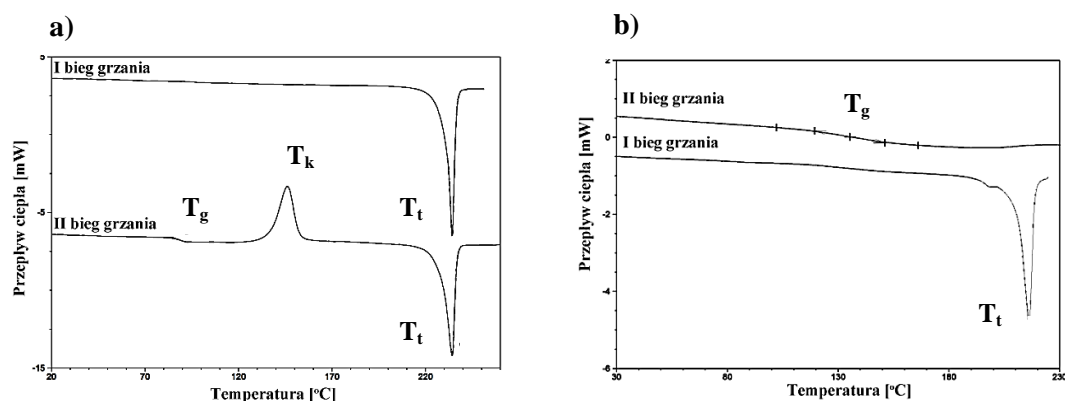 a)
5
I bieg grzania
T_k
T_g
T_t
-5
II bieg grzania
T_t
-15
20
70
120
170
220
Przepływ ciepła [mW]
Temperatura [°C]
b)
2
II bieg grzania
T_g
0
I bieg grzania
-2
-4
T_t
-6
30
80
130
180
230
Przepływ ciepła [mW]
Temperatura [°C]